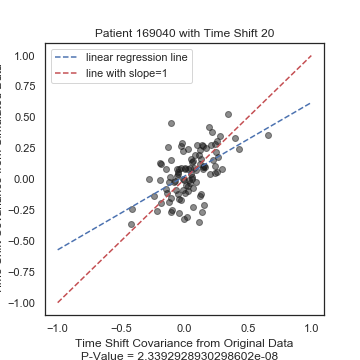 Patient 169040 with Time Shift 20
linear regression line
line with slope=1
1.00
0.75
0.50
0.25
0.00
−0.25
−0.50
−0.75
−1.00
−1.0
−0.5
0.0
0.5
1.0
Time Shift Covariance from Original Data
P-Value = 2.3392928930298602e-08